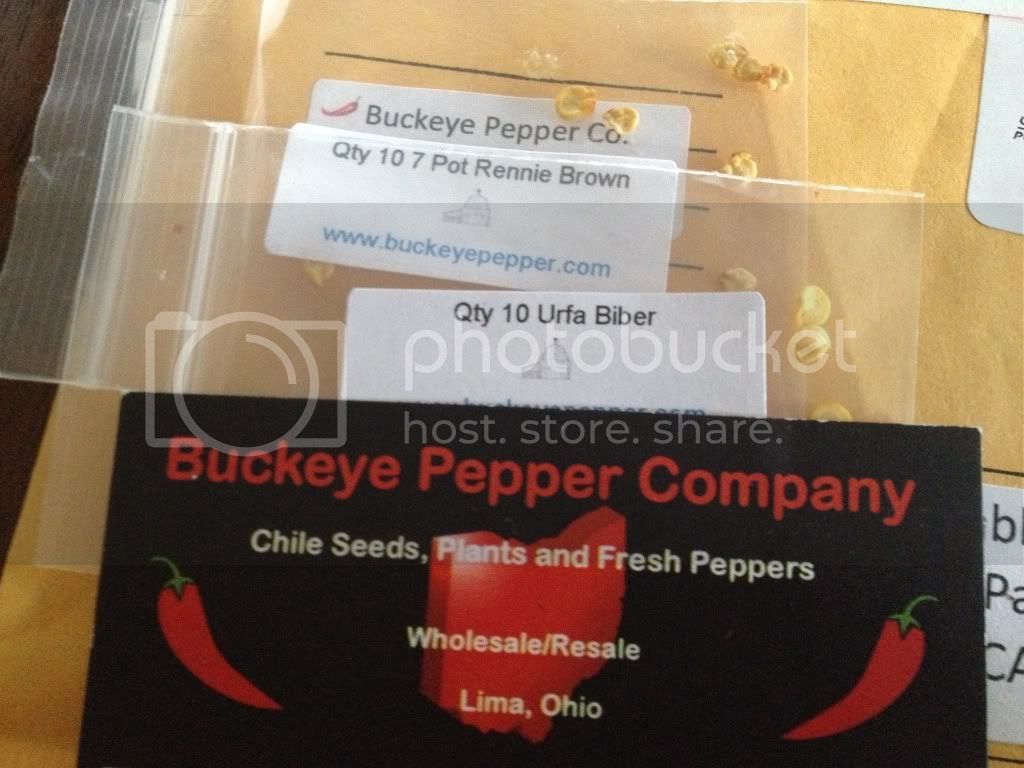 Buckeye Pepper Co.
Qty 10 7 Pot Rennie Brown
www.buckeyepepper.com
Qty 10 Urfa Biber
photobucket
host. store. share.
Buckeye Pepper Company
Chile Seeds, Plants and Fresh Peppers
Wholesale/Resale
Lima, Ohio